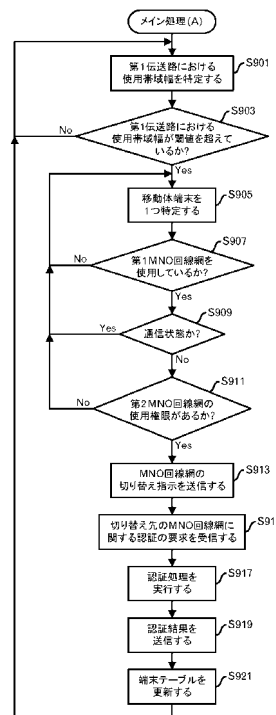 メイン処理(A)
第1伝送路における
使用帯域幅を特定する
S901
第1伝送路における
使用帯域幅が閾値を超えて
いるか?
S903
No
Yes
移動体端末を
1つ特定する
S905
第1MNO回線網を
使用しているか?
S907
No
Yes
通信状態か?
S909
Yes
No
第2MNO回線網の
使用権限があるか?
S911
No
Yes
MNO回線網の
切り替え指示を送信する
S913
切り替え先のMNO回線網に
関する認証の要求を受信する
S91
認証処理を
実行する
S917
認証結果を
送信する
S919
端末テーブルを
更新する
S921